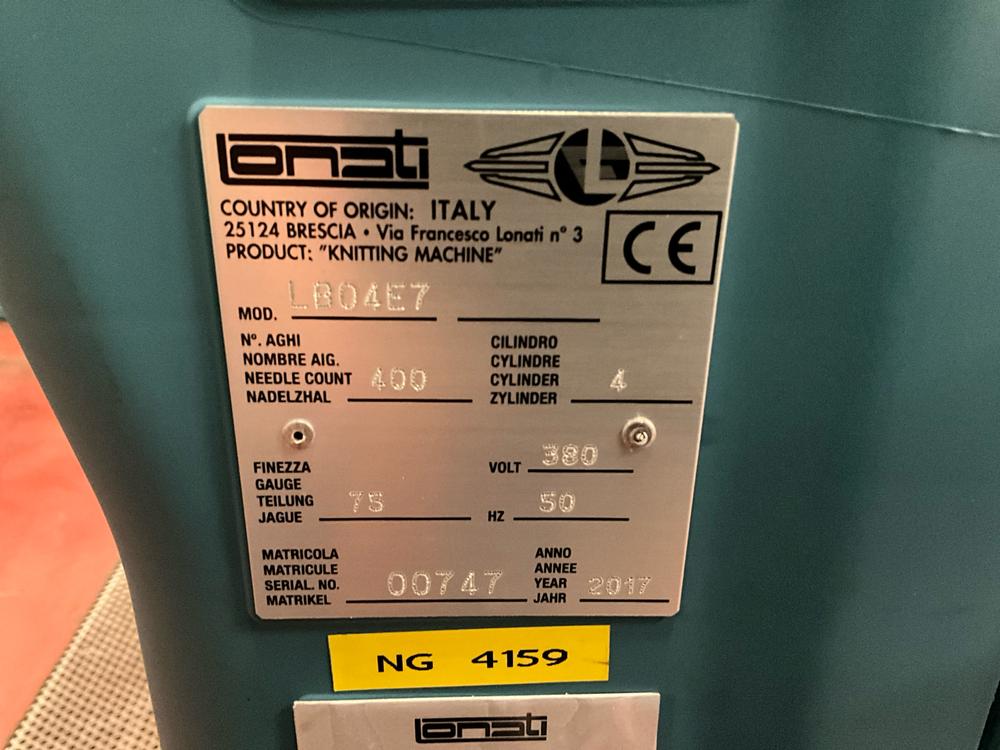 Lonati
COUNTRY OF ORIGIN: ITALY
25124 BRESCIA • Via Francesco Lonati n° 3
PRODUCT: "KNITTING MACHINE"
CE
MOD. LB04E7
Nº. AGHI
NOMBRE AIG.
NEEDLE COUNT 400
NADELZHAL
CILINDRO
CYLINDRE
CYLINDER 4
ZYLINDER
FINEZZA
GAUGE
TEILUNG 75
JAGUE
VOLT 380
HZ 50
MATRICOLA
MATRICULE
SERIAL. NO. 00747
MATRIKEL
ANNO
ANNEE
YEAR 2017
JAHR
NG 4159
Lonati